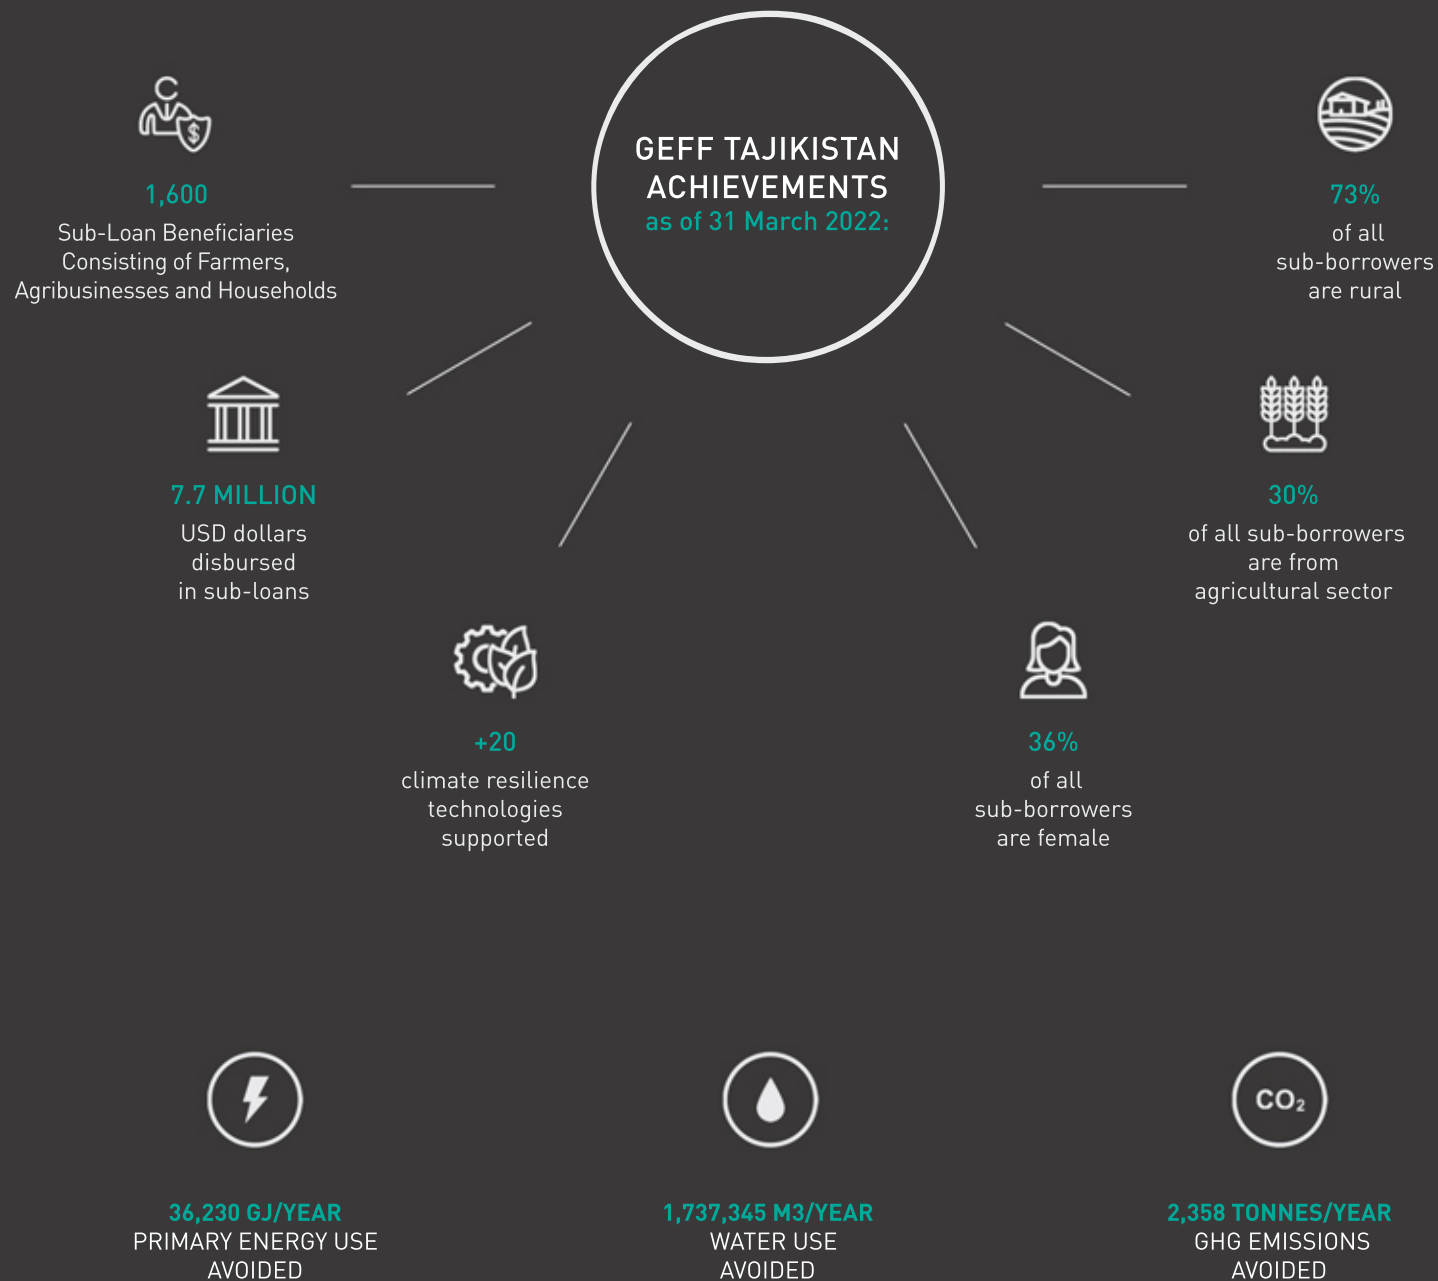 GEFF TAJIKISTAN
ACHIEVEMENTS
as of 31 March 2022:
1,600
Sub-Loan Beneficiaries
Consisting of Farmers,
Agribusinesses and Households
7.7 MILLION
USD dollars
disbursed
in sub-loans
+20
climate resilience
technologies
supported
36%
of all
sub-borrowers
are female
30%
of all sub-borrowers
are from
agricultural sector
73%
of all
sub-borrowers
are rural
36,230 GJ/YEAR
PRIMARY ENERGY USE
AVOIDED
1,737,345 M3/YEAR
WATER USE
AVOIDED
CO₂
2,358 TONNES/YEAR
GHG EMISSIONS
AVOIDED